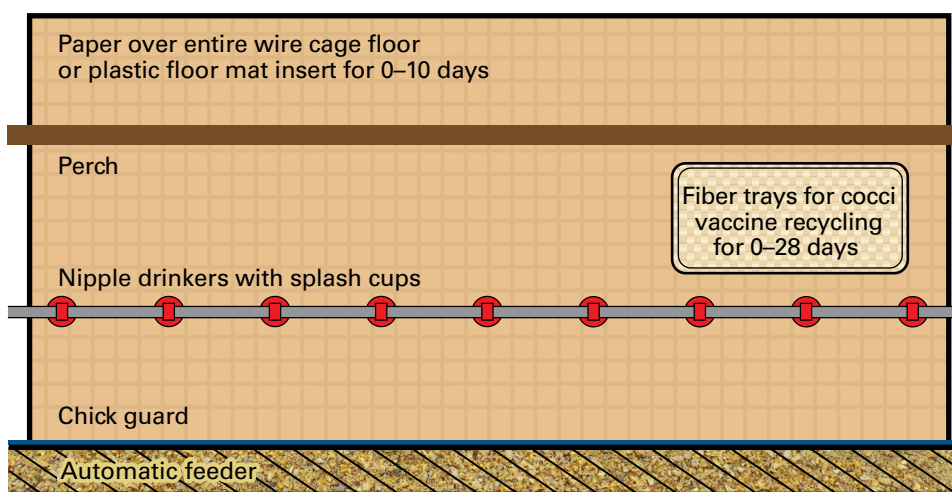 Paper over entire wire cage floor
or plastic floor mat insert for 0–10 days
Perch
Fiber trays for cocci
vaccine recycling
for 0–28 days
Nipple drinkers with splash cups
Chick guard
Automatic feeder